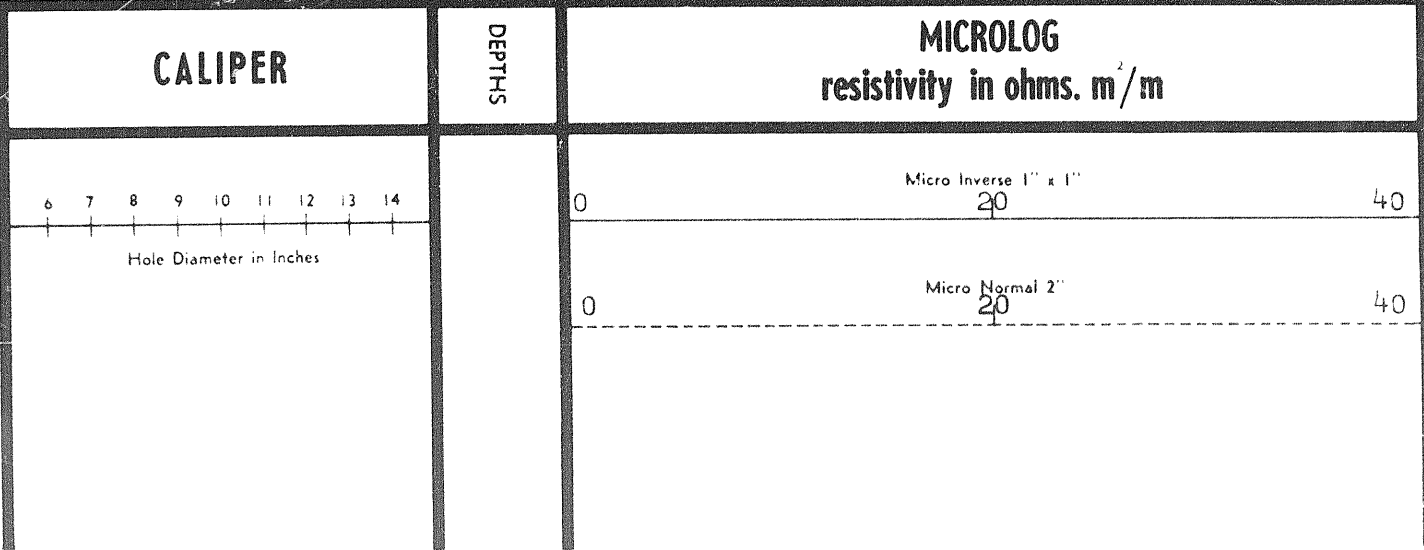 CALIPER
DEPTHS
MICROLOG
resistivity in ohms. m²/m
6 7 8 9 10 11 12 13 14
Hole Diameter in Inches
Micro Inverse 1" x 1"
0 20 40
Micro Normal 2"
0 20 40